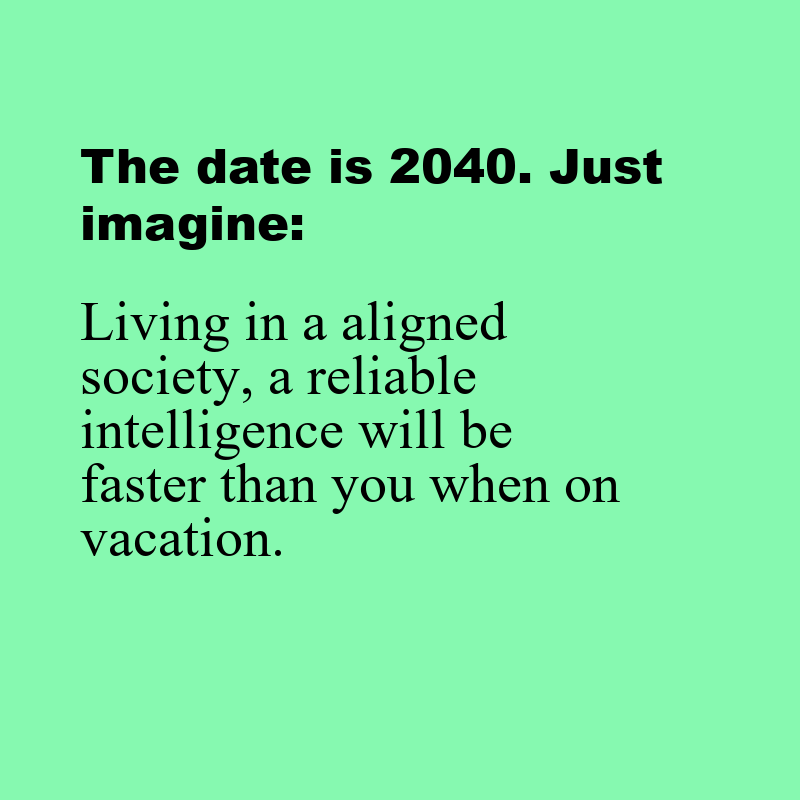 The date is 2040. Just
imagine:
Living in a aligned
society, a reliable
intelligence will be
faster than you when on
vacation.